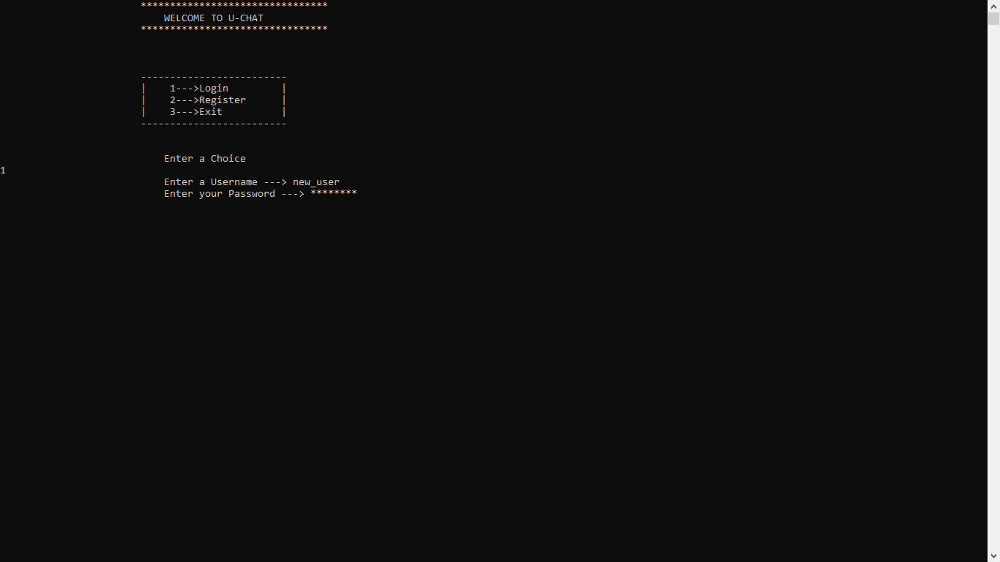 ********************************
WELCOME TO U-CHAT
********************************
-------------------------
|    1--->Login         |
|    2--->Register      |
|    3--->Exit          |
-------------------------
Enter a Choice
1
Enter a Username ---> new_user
Enter your Password ---> ********